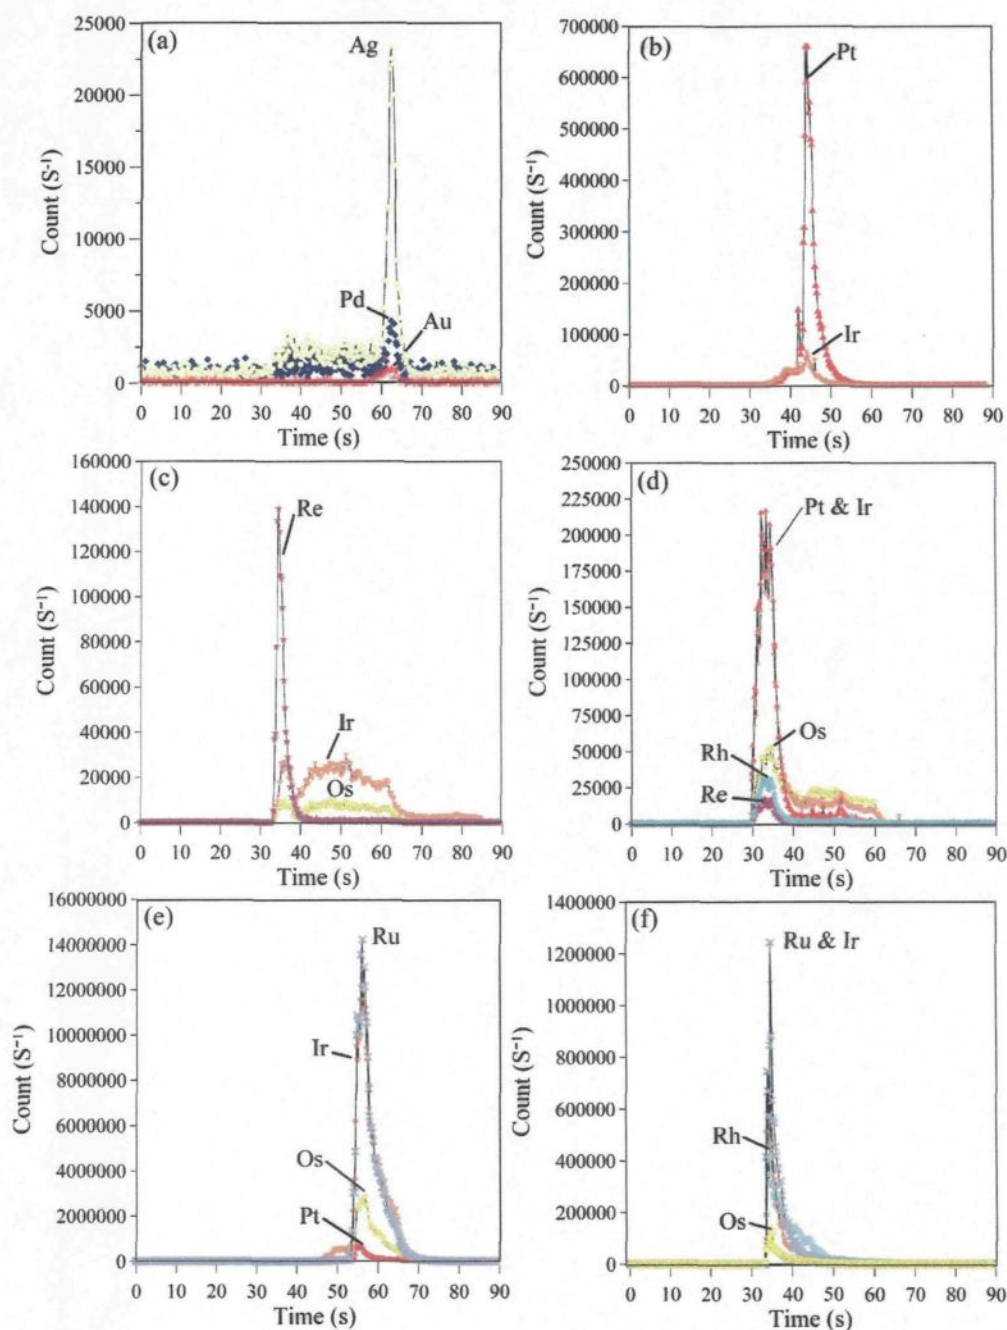 (a)
Ag
Pd
Au
25000
20000
15000
10000
5000
0
Count (S⁻¹)
0 10 20 30 40 50 60 70 80 90
Time (s)
(b)
Pt
Ir
700000
600000
500000
400000
300000
200000
100000
0
Count (S⁻¹)
0 10 20 30 40 50 60 70 80 90
Time (s)
(c)
Re
Ir
Os
160000
140000
120000
100000
80000
60000
40000
20000
0
Count (S⁻¹)
0 10 20 30 40 50 60 70 80 90
Time (s)
(d)
Pt & Ir
Os
Rh
Re
250000
225000
200000
175000
150000
125000
100000
75000
50000
25000
0
Count (S⁻¹)
0 10 20 30 40 50 60 70 80 90
Time (s)
(e)
Ru
Ir
Os
Pt
16000000
14000000
12000000
10000000
8000000
6000000
4000000
2000000
0
Count (S⁻¹)
0 10 20 30 40 50 60 70 80 90
Time (s)
(f)
Ru & Ir
Rh
Os
1400000
1200000
1000000
800000
600000
400000
200000
0
Count (S⁻¹)
0 10 20 30 40 50 60 70 80 90
Time (s)